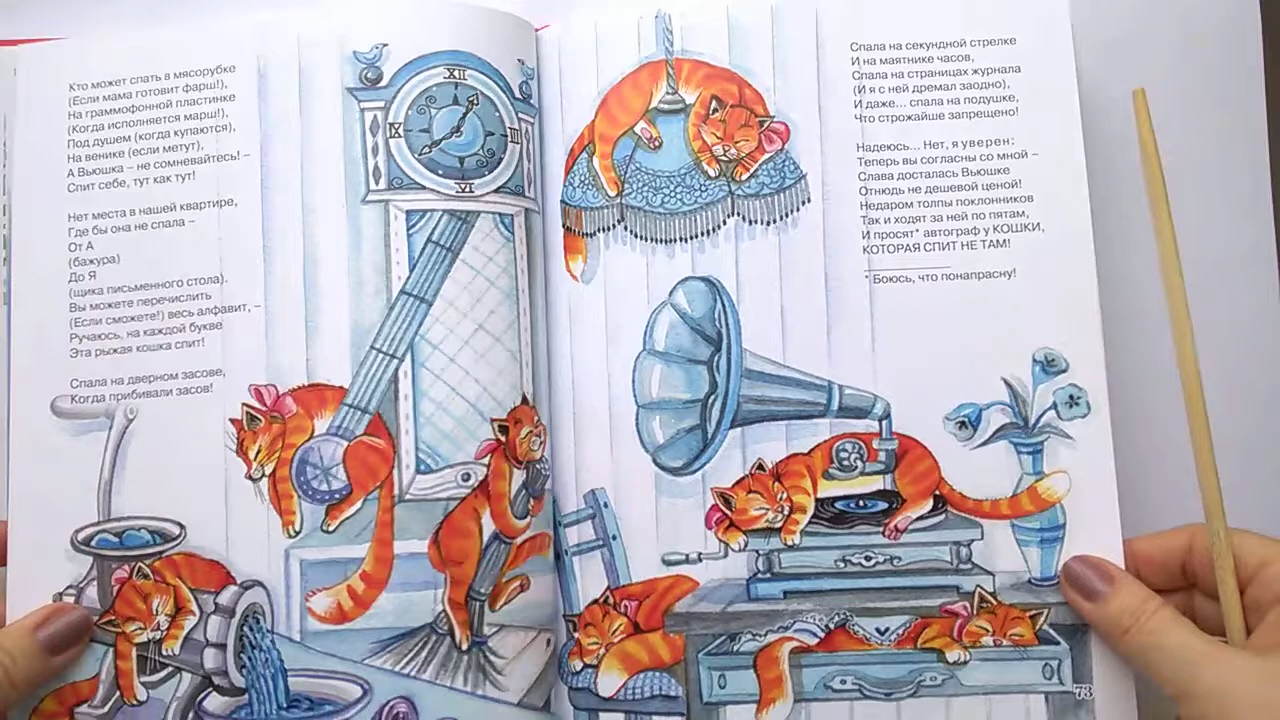 Кто может спать в мясорубке
(Если мама готовит фарш!),
На граммофонной пластинке
(Когда исполняется марш!),
Под душем (когда купаются),
На венике (если метут),
А Вьюшка – не сомневайтесь! –
Спит себе, тут как тут!
Нет места в нашей квартире,
Где бы она не спала –
От А
(бажура)
До Я
(щика письменного стола).
Вы можете перечислить
(Если сможете!) весь алфавит, –
Ручаюсь, на каждой букве
Эта рыжая кошка спит!
Спала на дверном засове,
Когда прибивали засов!
XII
IX
III
VI
Спала на секундной стрелке
И на маятнике часов,
Спала на страницах журнала
(И я с ней дремал заодно),
И даже... спала на подушке,
Что строжайше запрещено!
Надеюсь... Нет, я уверен:
Теперь вы согласны со мной –
Слава досталась Вьюшке
Отнюдь не дешевой ценой!
Недаром толпы поклонников
Так и ходят за ней по пятам,
И просят* автограф у КОШКИ,
КОТОРАЯ СПИТ НЕ ТАМ!
* Боюсь, что понапрасну!
73